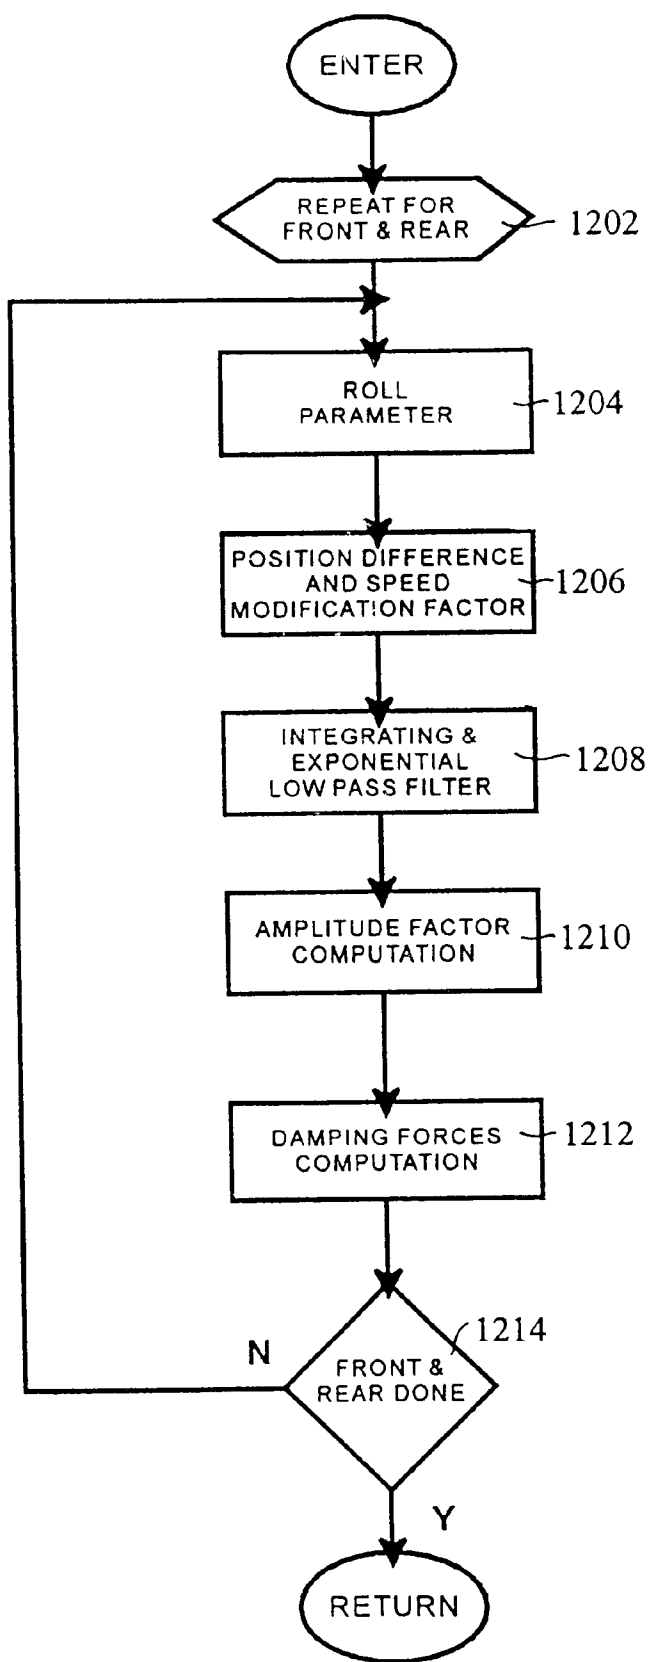 ENTER
REPEAT FOR
FRONT & REAR
1202
ROLL
PARAMETER
1204
POSITION DIFFERENCE
AND SPEED
MODIFICATION FACTOR
1206
INTEGRATING &
EXPONENTIAL
LOW PASS FILTER
1208
AMPLITUDE FACTOR
COMPUTATION
1210
DAMPING FORCES
COMPUTATION
1212
1214
N
FRONT &
REAR DONE
Y
RETURN